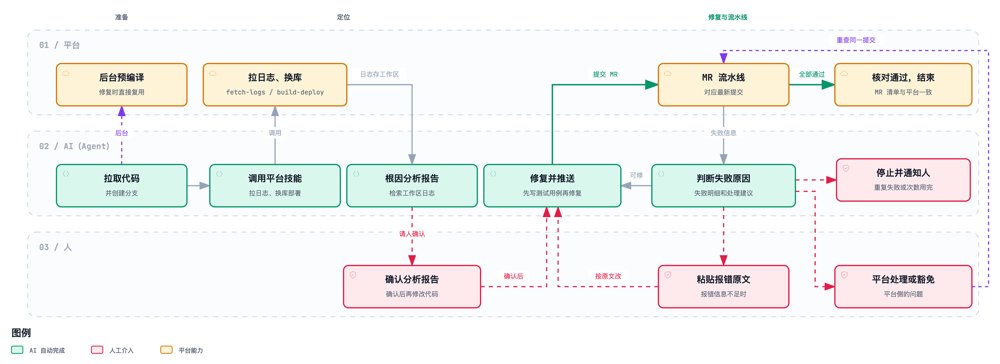 准备
定位
修复与流水线
01 / 平台
重查同一提交
后台预编译
修复时直接复用
拉日志、换库
fetch-logs / build-deploy
日志存工作区
提交 MR
MR 流水线
对应最新提交
全部通过
核对通过，结束
MR 清单与平台一致
后台
调用
失败信息
02 / AI (Agent)
拉取代码
并创建分支
调用平台技能
拉日志、换库部署
根因分析报告
检索工作区日志
修复并推送
先写测试用例再修复
可修
判断失败原因
失败明细和处理建议
停止并通知人
重复失败或次数用完
请人确认
03 / 人
确认分析报告
确认后再修改代码
确认后
按原文改
粘贴报错原文
报错信息不足时
平台处理或豁免
平台侧的问题
图例
AI 自动完成
人工介入
平台能力